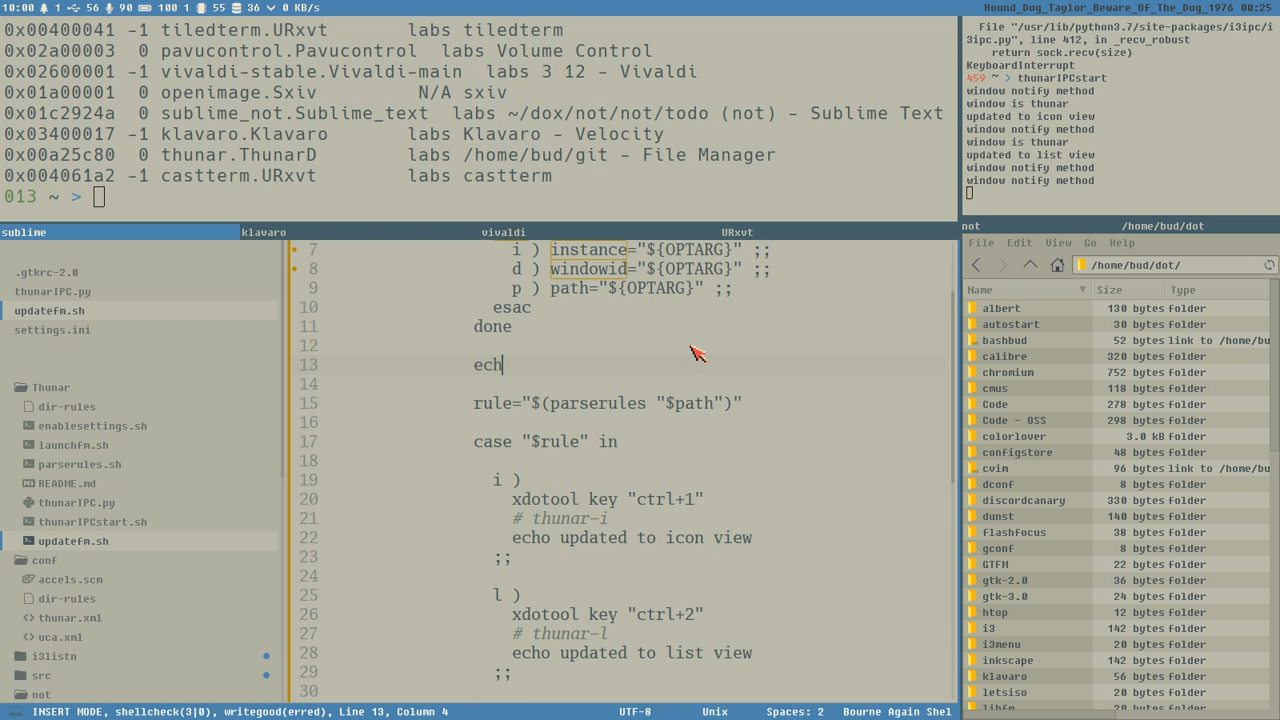 10:00 1 56 90 100 1 55 36 0 KB/s
Hound_Dog_Taylor_Beware_Of_The_Dog_1976 00:25
0x00400041 -1 tiledterm.URxvt labs tiledterm
0x02a00003 0 pavucontrol.Pavucontrol labs Volume Control
0x02600001 -1 vivaldi-stable.Vivaldi-main labs 3 12 - Vivaldi
0x01a00001 0 openimage.Sxiv N/A sxiv
0x01c2924a 0 sublime_not.Sublime_text labs ~/dox/not/not/todo (not) - Sublime Text
0x03400017 -1 klavaro.Klavaro labs Klavaro - Velocity
0x00a25c80 0 thunar.ThunarD labs /home/bud/git - File Manager
0x004061a2 -1 castterm.URxvt labs castterm
013 ~ >
File "/usr/lib/python3.7/site-packages/i3ipc/i
3ipc.py", line 412, in _recv_robust
return sock.recv(size)
KeyboardInterrupt
459 ~ > thunarIPCstart
window notify method
window is thunar
updated to icon view
window notify method
window is thunar
updated to list view
window notify method
window notify method
sublime klavaro vivaldi URxvt
.gtkrc-2.0
thunarIPC.py
updatefm.sh
settings.ini
Thunar
dir-rules
enablesettings.sh
launchfm.sh
parserules.sh
README.md
thunarIPC.py
thunarIPCstart.sh
updatefm.sh
conf
accels.scm
dir-rules
thunar.xml
uca.xml
i3listn
src
not
7 i ) instance="${OPTARG}" ;;
8 d ) windowid="${OPTARG}" ;;
9 p ) path="${OPTARG}" ;;
10 esac
11 done
12
13 ech
14
15 rule="$(parserules "$path")"
16
17 case "$rule" in
18
19 i )
20 xdotool key "ctrl+1"
21 # thunar-i
22 echo updated to icon view
23 ;;
24
25 l )
26 xdotool key "ctrl+2"
27 # thunar-l
28 echo updated to list view
29 ;;
30
INSERT MODE, shellcheck(3|0), writegood(erred), Line 13, Column 4 UTF-8 Unix Spaces: 2 Bourne Again Shel
not /home/bud/dot
File Edit View Go Help
/home/bud/dot/
Name Size Type
albert 130 bytes folder
autostart 30 bytes folder
bashbud 52 bytes link to /home/bu
calibre 320 bytes folder
chromium 752 bytes folder
cmus 118 bytes folder
Code 278 bytes folder
Code - OSS 298 bytes folder
colorlover 3.0 kB folder
configstore 48 bytes folder
cvim 96 bytes link to /home/bu
dconf 8 bytes folder
discordcanary 330 bytes folder
dunst 140 bytes folder
flashfocus 38 bytes folder
gconf 8 bytes folder
GTFM 22 bytes folder
gtk-2.0 36 bytes folder
gtk-3.0 24 bytes folder
htop 12 bytes folder
i3 142 bytes folder
i3menu 28 bytes folder
inkscape 142 bytes folder
klavaro 56 bytes folder
letsiso 20 bytes folder
libfm 20 bytes folder